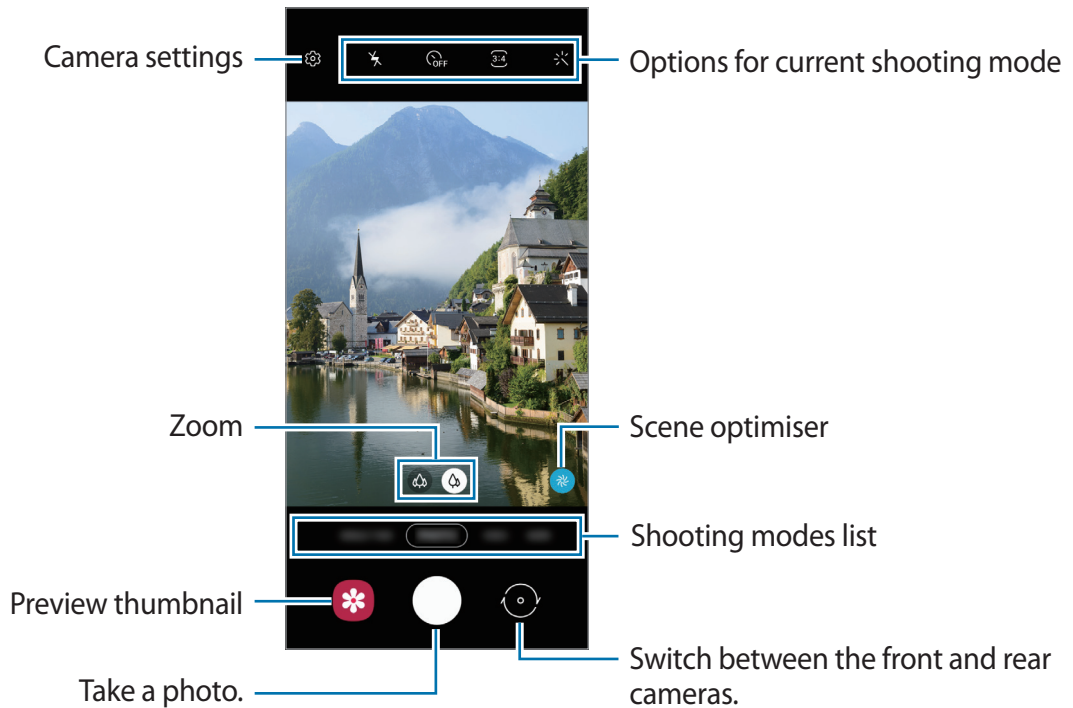 Camera settings
OFF
3:4
Options for current shooting mode
Zoom
Scene optimiser
Shooting modes list
Preview thumbnail
Take a photo.
Switch between the front and rear
cameras.